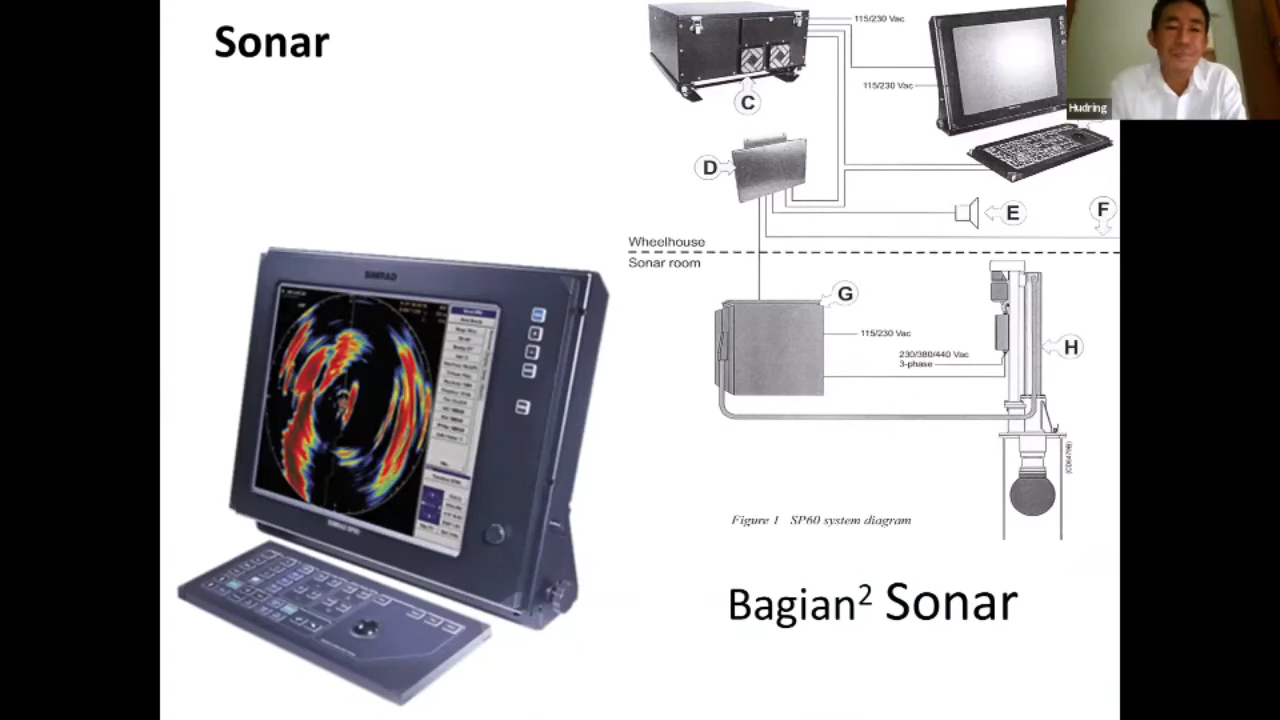 Sonar
115/230 Vac
115/230 Vac
Hudring
C
D
E
F
Wheelhouse
Sonar room
G
115/230 Vac
230/380/440 Vac
3-phase
H
(CD6479B)
Figure 1 SP60 system diagram
SIMRAD
Bagian² Sonar